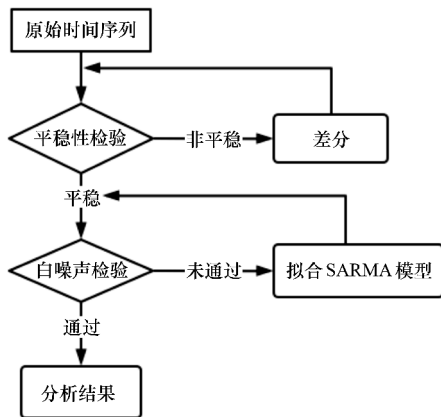 原始时间序列
平稳性检验
非平稳
差分
平稳
白噪声检验
未通过
拟合 SARMA 模型
通过
分析结果